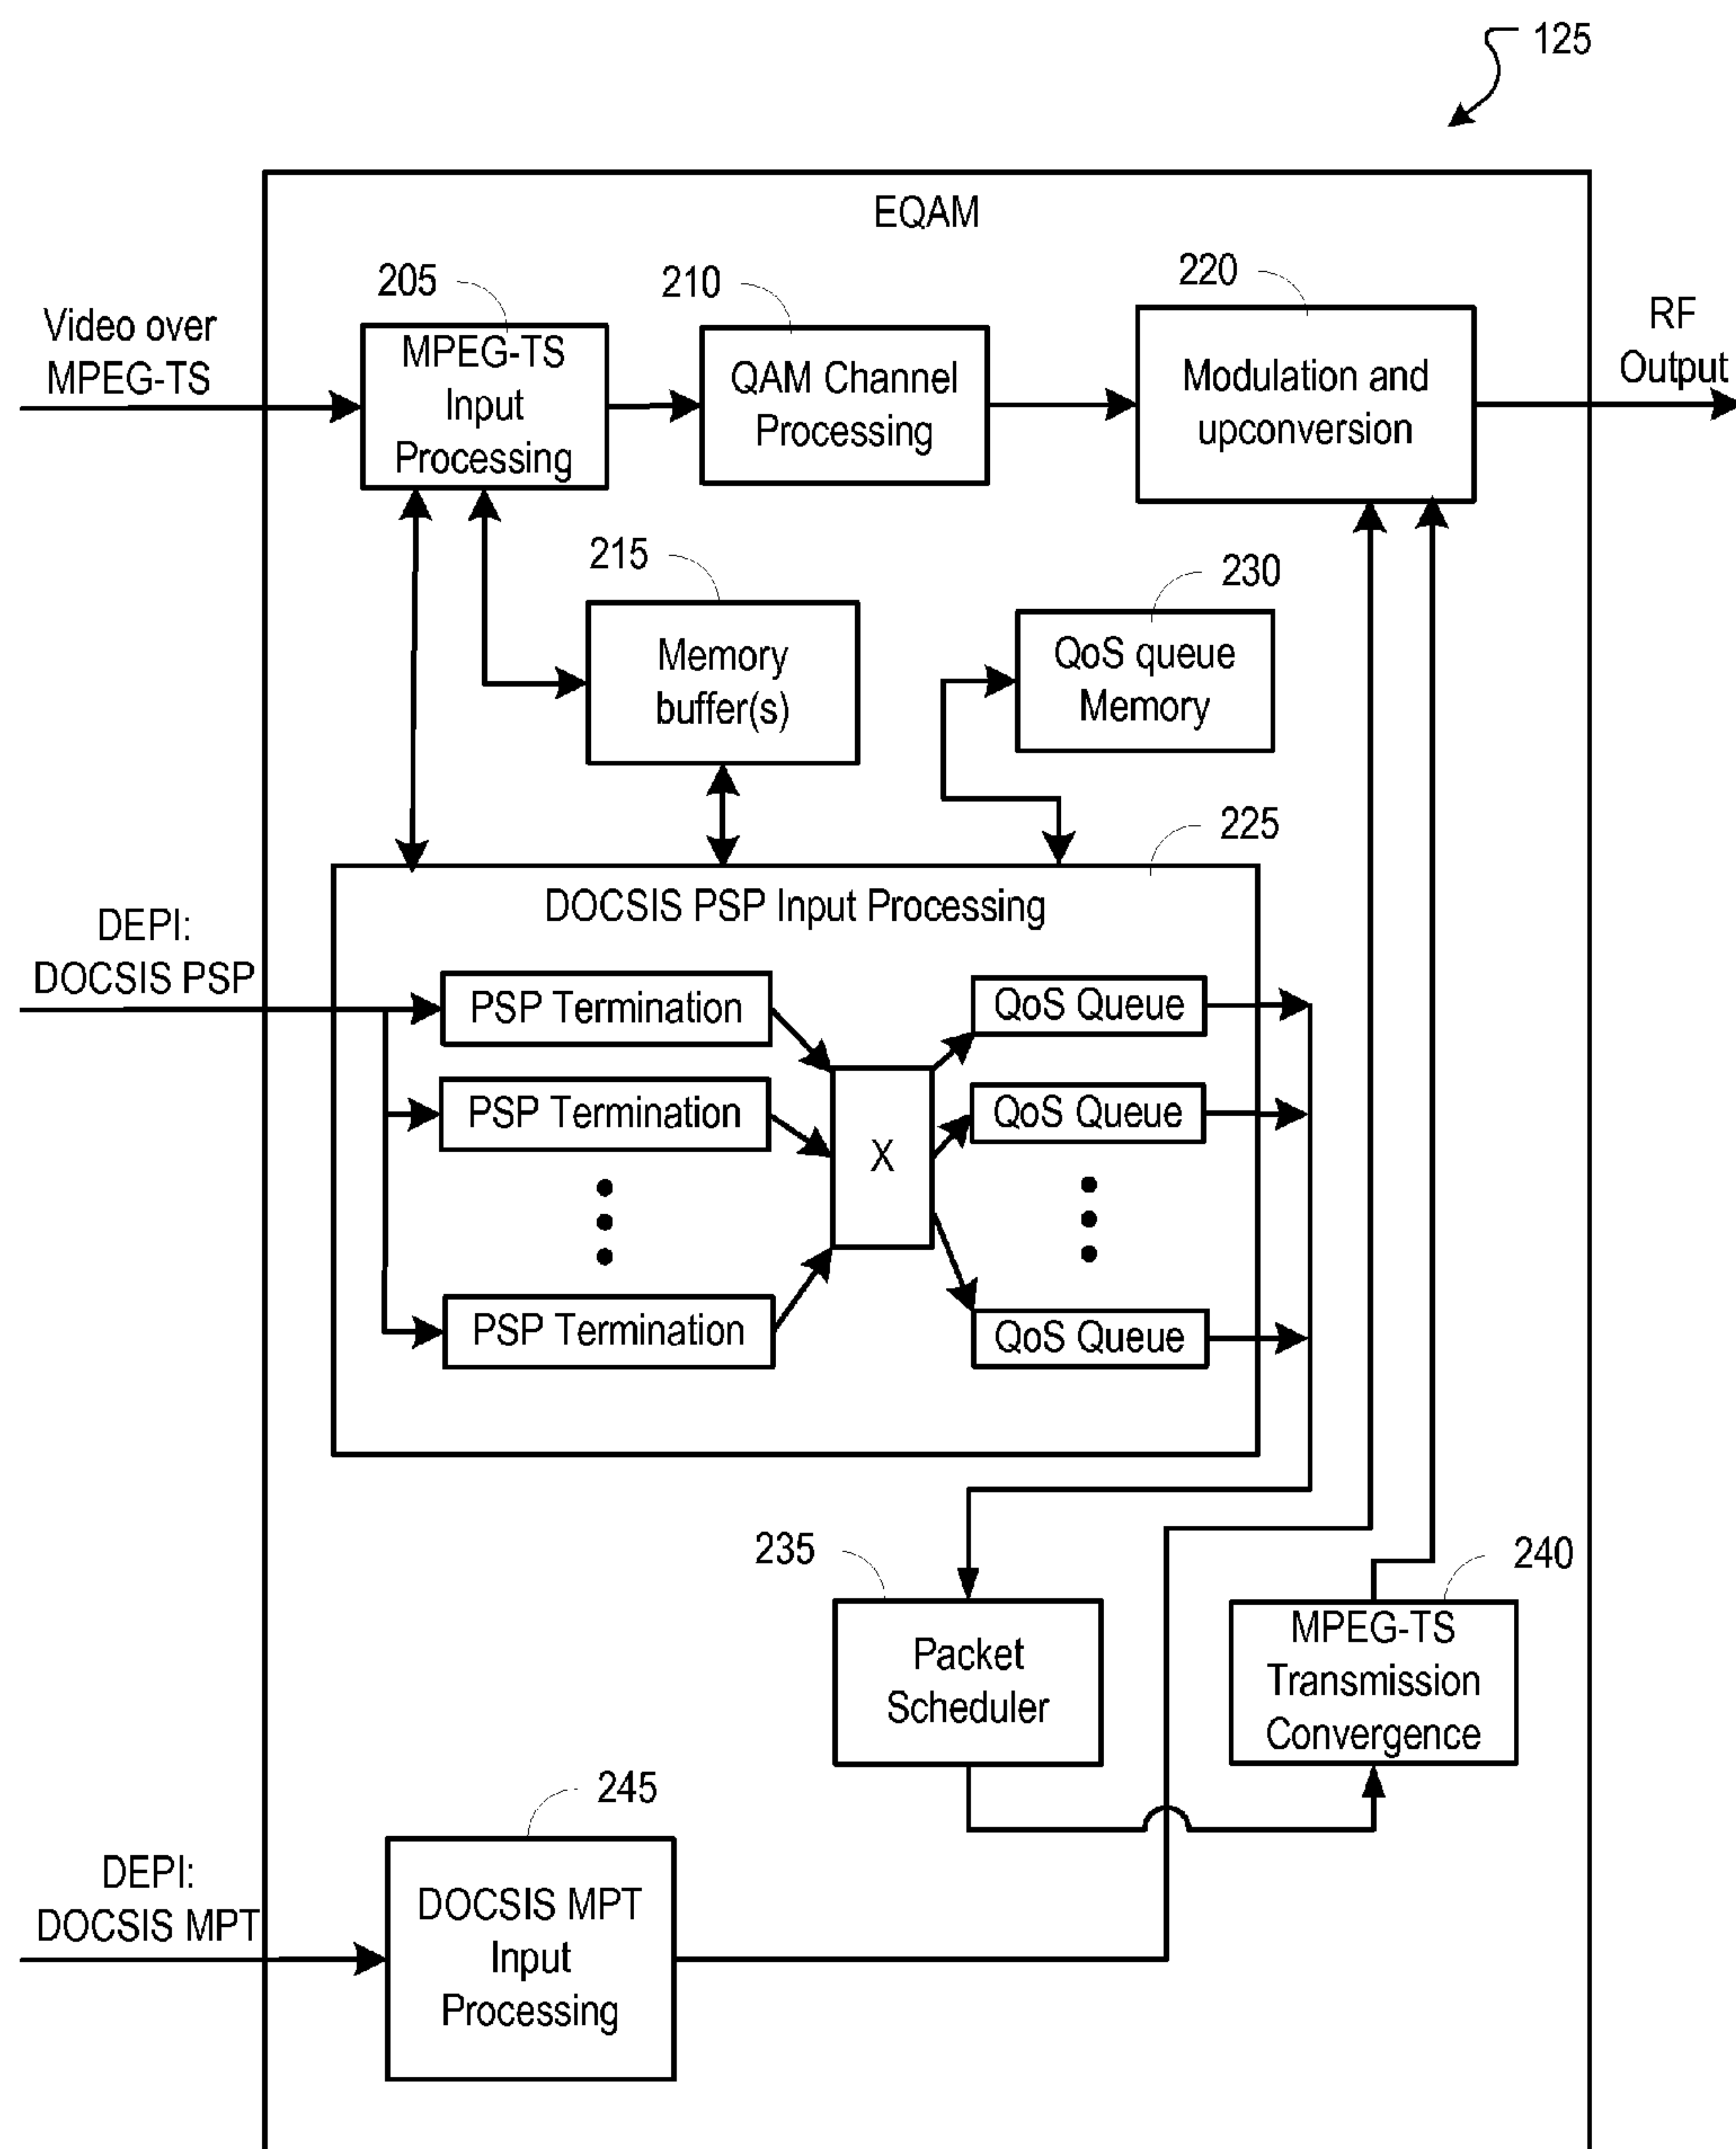 125
EQAM
205
210
220
Video over
MPEG-TS
MPEG-TS
Input
Processing
QAM Channel
Processing
Modulation and
upconversion
RF
Output
215
230
Memory
buffer(s)
QoS queue
Memory
225
DOCSIS PSP Input Processing
DEPI:
DOCSIS PSP
PSP Termination
QoS Queue
PSP Termination
QoS Queue
X
PSP Termination
QoS Queue
235
240
Packet
Scheduler
MPEG-TS
Transmission
Convergence
245
DEPI:
DOCSIS MPT
DOCSIS MPT
Input
Processing